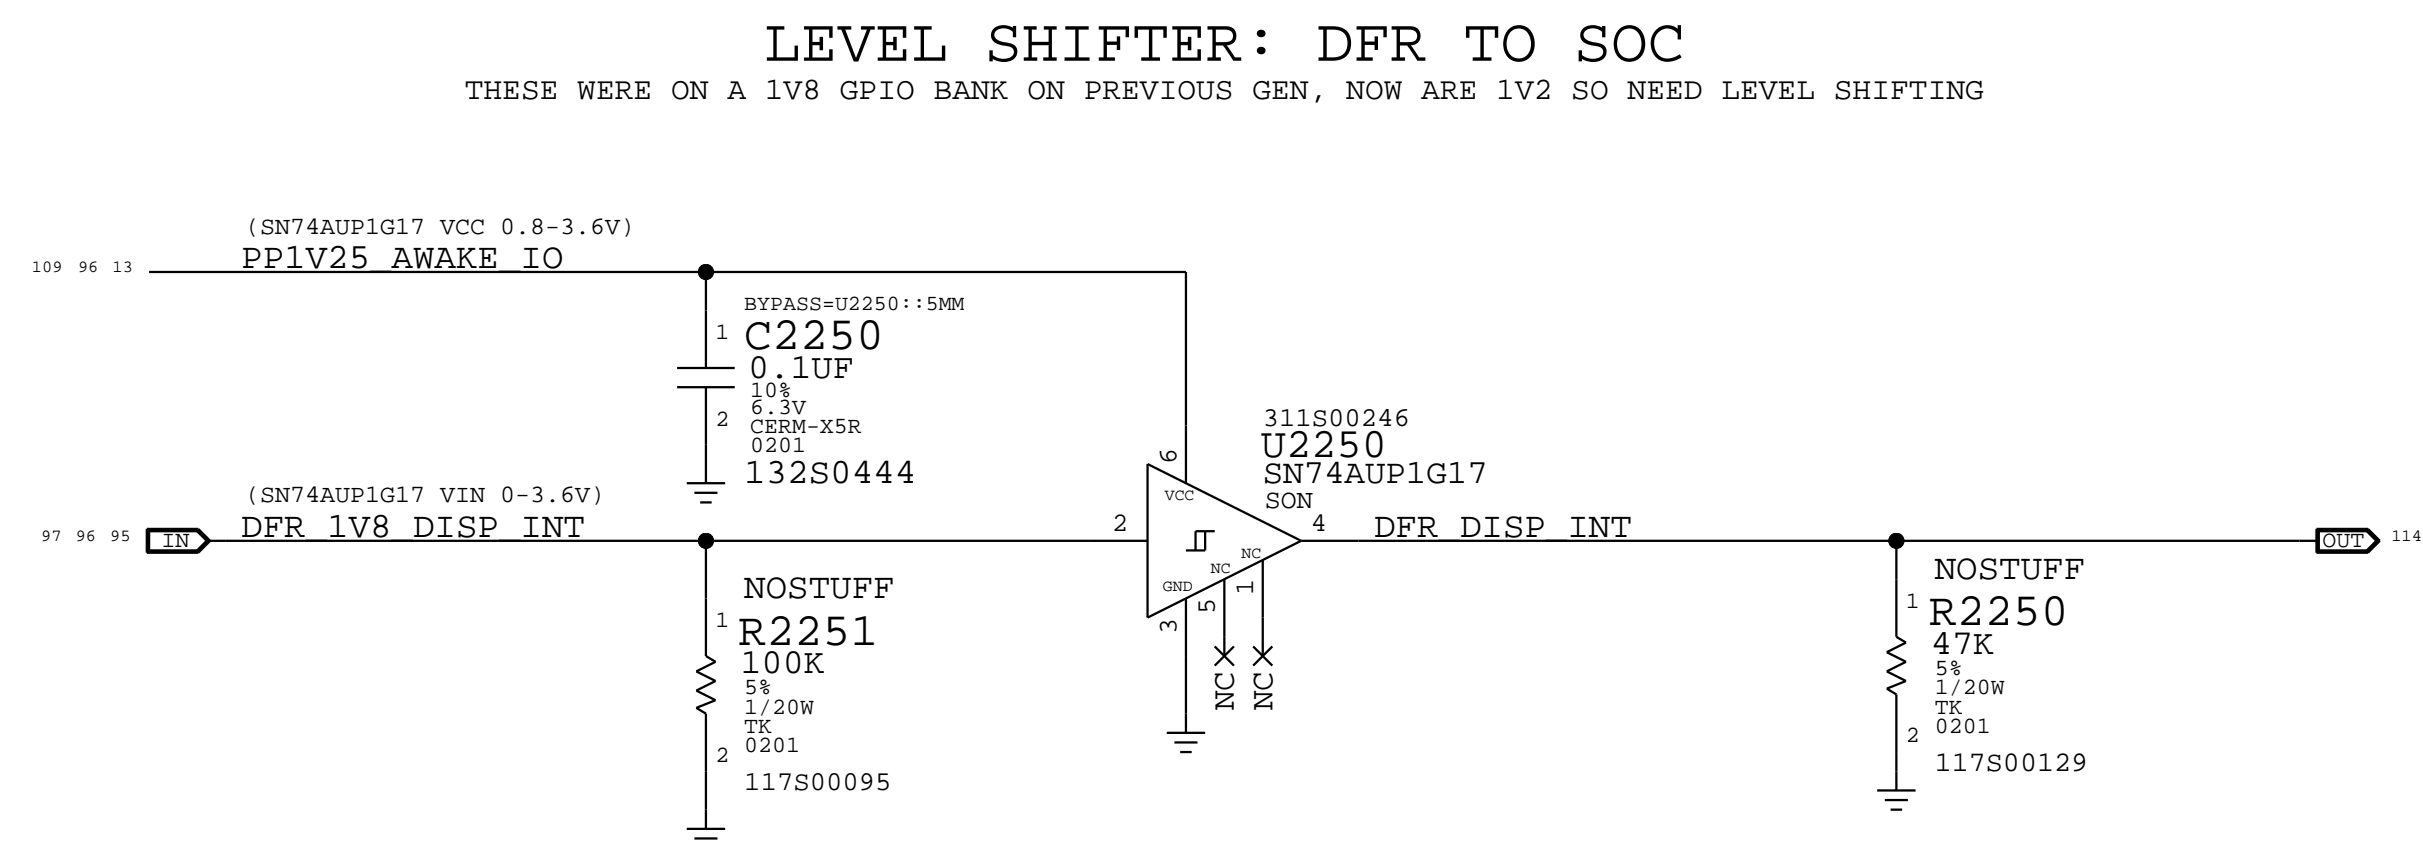 LEVEL SHIFTER: DFR TO SOC
THESE WERE ON A 1V8 GPIO BANK ON PREVIOUS GEN, NOW ARE 1V2 SO NEED LEVEL SHIFTING
(SN74AUP1G17 VCC 0.8-3.6V)
109 96 13
PP1V25_AWAKE_IO
BYPASS=U2250::5MM
1
C2250
0.1UF
10%
6.3V
2
CERM-X5R
0201
132S0444
(SN74AUP1G17 VIN 0-3.6V)
97 96 95
IN
DFR_1V8_DISP_INT
NOSTUFF
1
R2251
100K
5%
1/20W
TK
0201
2
117S00095
311S00246
U2250
SN74AUP1G17
SON
6
VCC
2
4
NC
NC
GND
1
5
3
NC
NC
DFR_DISP_INT
OUT
114
NOSTUFF
1
R2250
47K
5%
1/20W
TK
0201
2
117S00129